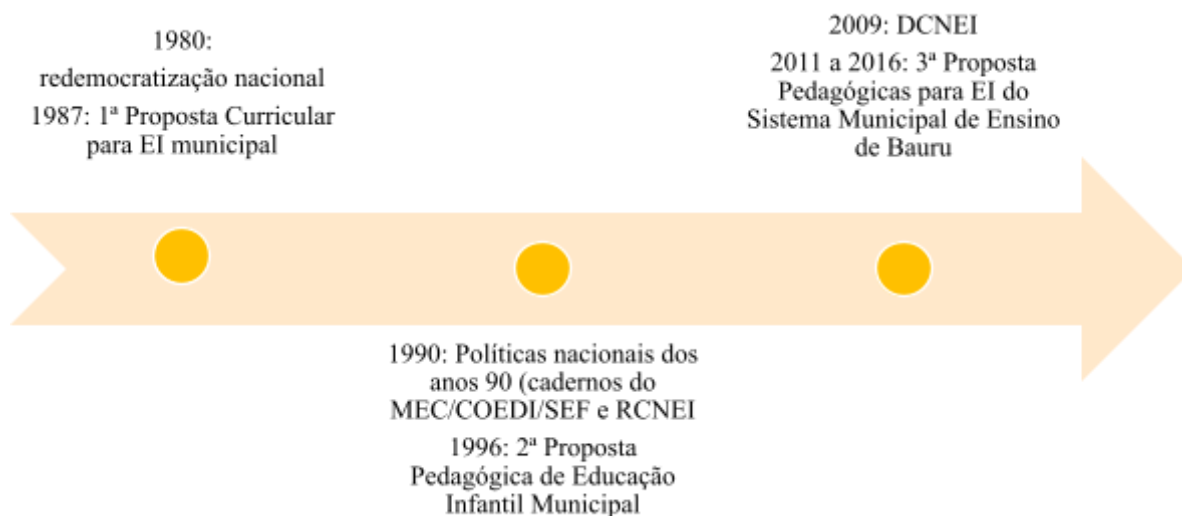 1980:
redemocratização nacional
1987: 1ª Proposta Curricular
para EI municipal
1990: Políticas nacionais dos
anos 90 (cadernos do
MEC/COEDI/SEF e RCNEI
1996: 2ª Proposta
Pedagógica de Educação
Infantil Municipal
2009: DCNEI
2011 a 2016: 3ª Proposta
Pedagógicas para EI do
Sistema Municipal de Ensino
de Bauru